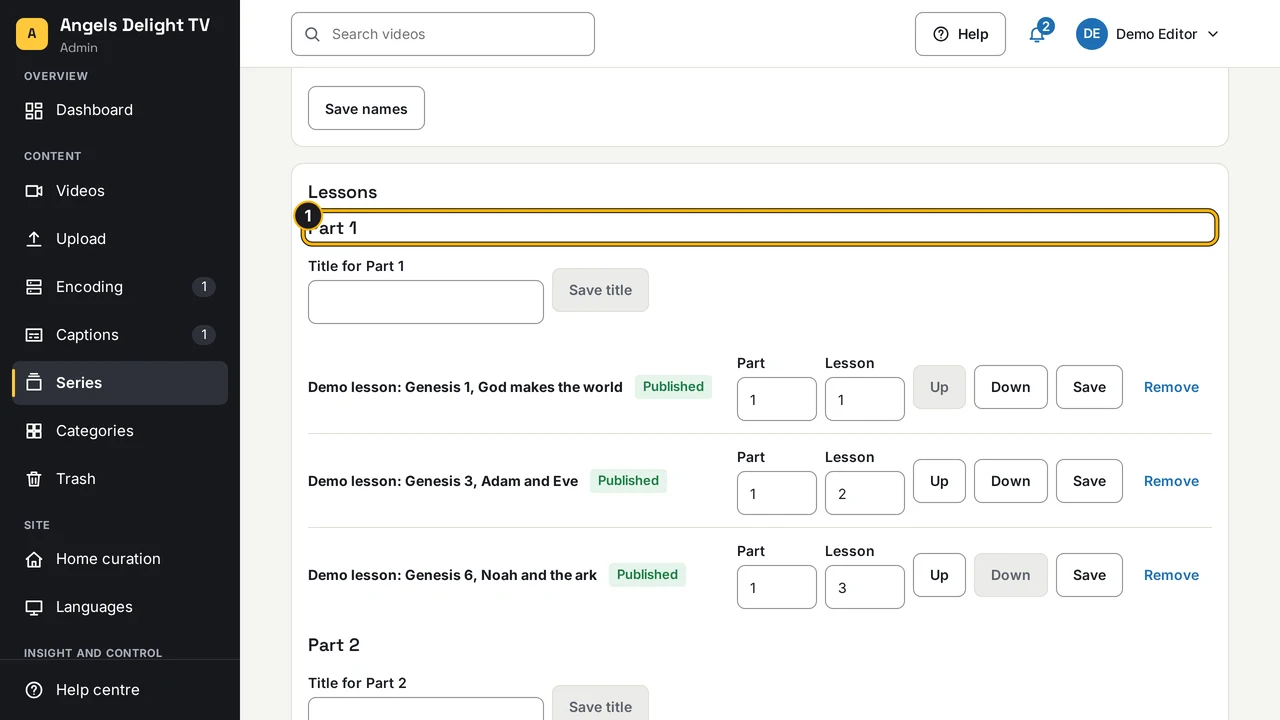 A
Angels Delight TV
Admin
OVERVIEW
Dashboard
CONTENT
Videos
Upload
Encoding 1
Captions 1
Series
Categories
Trash
SITE
Home curation
Languages
INSIGHT AND CONTROL
Help centre
Search videos
Help
2
DE Demo Editor
Save names
Lessons
1
Part 1
Title for Part 1
Save title
Part Lesson
Demo lesson: Genesis 1, God makes the world Published 1 1 Up Down Save Remove
Part Lesson
Demo lesson: Genesis 3, Adam and Eve Published 1 2 Up Down Save Remove
Part Lesson
Demo lesson: Genesis 6, Noah and the ark Published 1 3 Up Down Save Remove
Part 2
Title for Part 2
Save title